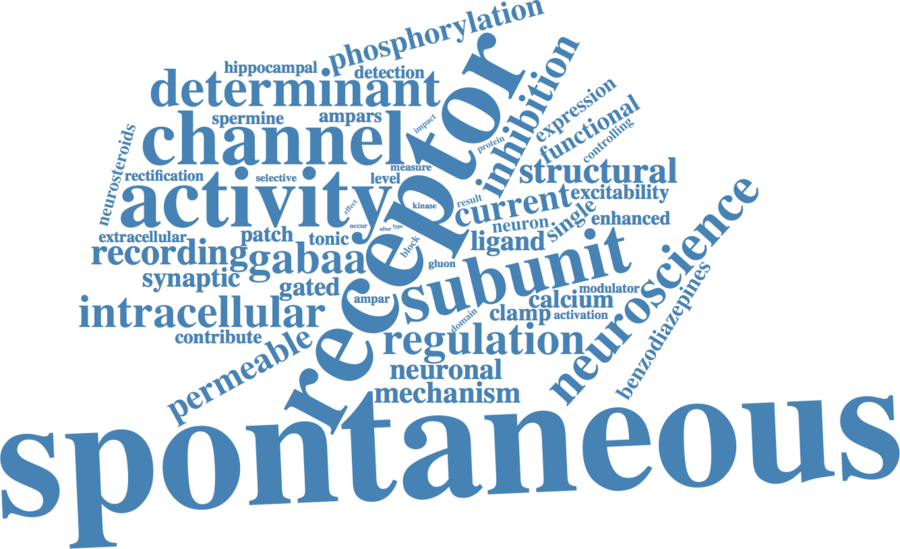 phosphorylation
hippocampal
detection
determinant
receptor
inhibition
expression
spermine
ampars
impact
functional
channel
controlling
neurosteroids
protein
measure
structural
rectification
selective
level
activity
kinase
result
excitability
effect
current
single
enhanced
occur
alter
type
neuron
extracellular
patch
tonic
block
ligand
recording
gabaa
gluon
subunit
neuroscience
synaptic
gated
ampar
modulator
calcium
benzodiazepines
intracellular
domain
clamp
activation
contribute
permeable
regulation
neuronal
mechanism
spontaneous